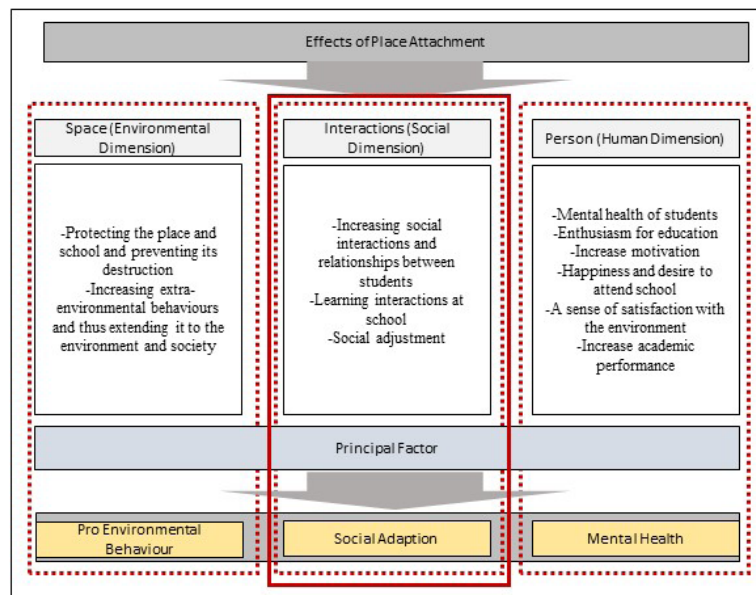 Effects of Place Attachment
Space (Environmental
Dimension)
-Protecting the place and
school and preventing its
destruction
-Increasing extra-
environmental behaviours
and thus extending it to the
environment and society
Interactions (Social
Dimension)
-Increasing social
interactions and
relationships between
students
-Learning interactions at
school
-Social adjustment
Person (Human Dimension)
-Mental health of students
-Enthusiasm for education
-Increase motivation
-Happiness and desire to
attend school
-A sense of satisfaction with
the environment
-Increase academic
performance
Principal Factor
Pro Environmental
Behaviour
Social Adaption
Mental Health